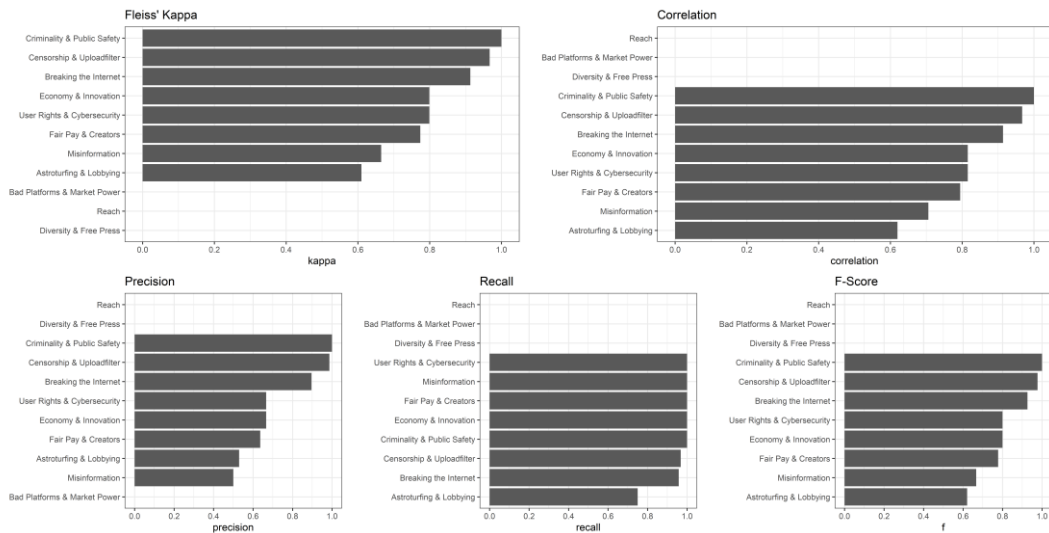 Fleiss' Kappa
Criminality & Public Safety
Censorship & Uploadfilter
Breaking the Internet
Economy & Innovation
User Rights & Cybersecurity
Fair Pay & Creators
Misinformation
Astroturfing & Lobbying
Bad Platforms & Market Power
Reach
Diversity & Free Press
0.0 0.2 0.4 0.6 0.8 1.0
kappa
Correlation
Reach
Bad Platforms & Market Power
Diversity & Free Press
Criminality & Public Safety
Censorship & Uploadfilter
Breaking the Internet
Economy & Innovation
User Rights & Cybersecurity
Fair Pay & Creators
Misinformation
Astroturfing & Lobbying
0.0 0.2 0.4 0.6 0.8 1.0
correlation
Precision
Reach
Diversity & Free Press
Criminality & Public Safety
Censorship & Uploadfilter
Breaking the Internet
User Rights & Cybersecurity
Economy & Innovation
Fair Pay & Creators
Astroturfing & Lobbying
Misinformation
Bad Platforms & Market Power
0.0 0.2 0.4 0.6 0.8 1.0
precision
Recall
Reach
Bad Platforms & Market Power
Diversity & Free Press
User Rights & Cybersecurity
Misinformation
Fair Pay & Creators
Economy & Innovation
Criminality & Public Safety
Censorship & Uploadfilter
Breaking the Internet
Astroturfing & Lobbying
0.0 0.2 0.4 0.6 0.8 1.0
recall
F-Score
Reach
Bad Platforms & Market Power
Diversity & Free Press
Criminality & Public Safety
Censorship & Uploadfilter
Breaking the Internet
User Rights & Cybersecurity
Economy & Innovation
Fair Pay & Creators
Misinformation
Astroturfing & Lobbying
0.0 0.2 0.4 0.6 0.8 1.0
f